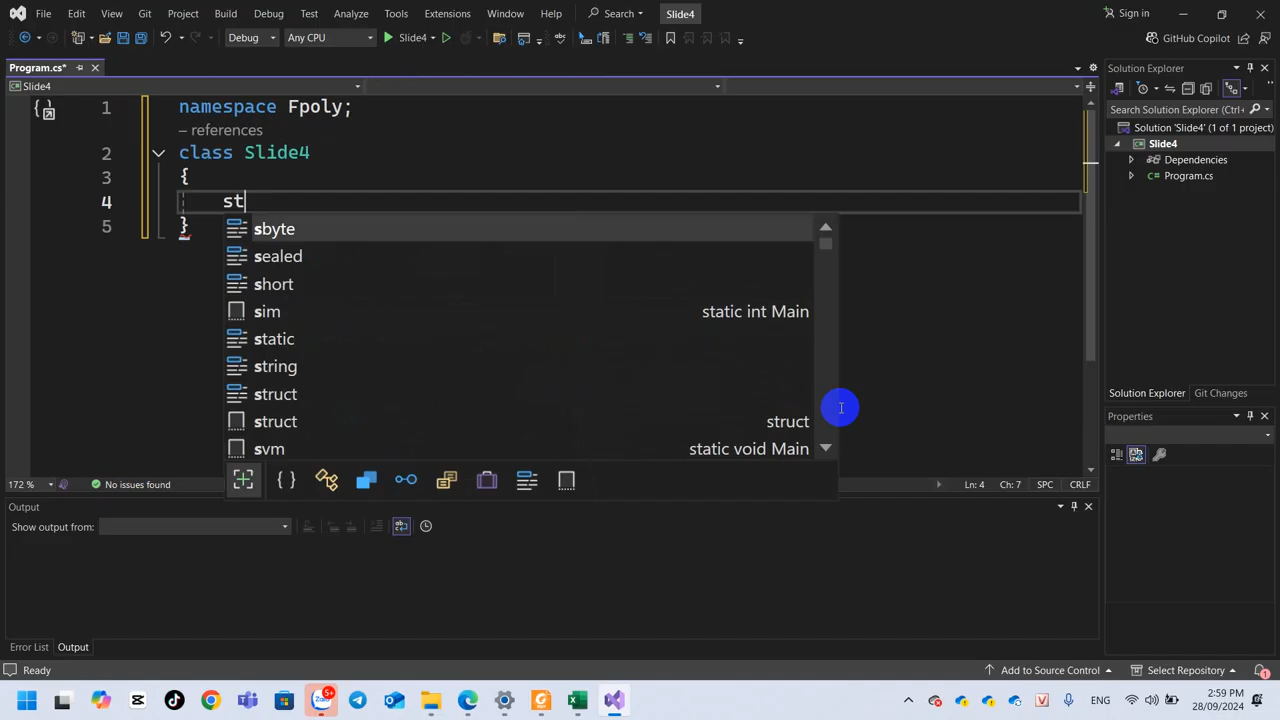 File Edit View Git Project Build Debug Test Analyze Tools Extensions Window Help Search Slide4 Sign in
Debug Any CPU Slide4 GitHub Copilot
Program.cs* Solution Explorer
Slide4
Search Solution Explorer (Ctrl+
Solution 'Slide4' (1 of 1 project)
Slide4
Dependencies
Program.cs
1 namespace Fpoly;
– references
2 class Slide4
3 {
4 st
5 }
sbyte
sealed
short
sim static int Main
static
string
struct
struct struct
svm static void Main
Solution Explorer Git Changes
Properties
172 % No issues found Ln: 4 Ch: 7 SPC CRLF
Output
Show output from:
Error List Output
Ready Add to Source Control Select Repository 1
Zalo 5+ ENG 2:59 PM
28/09/2024